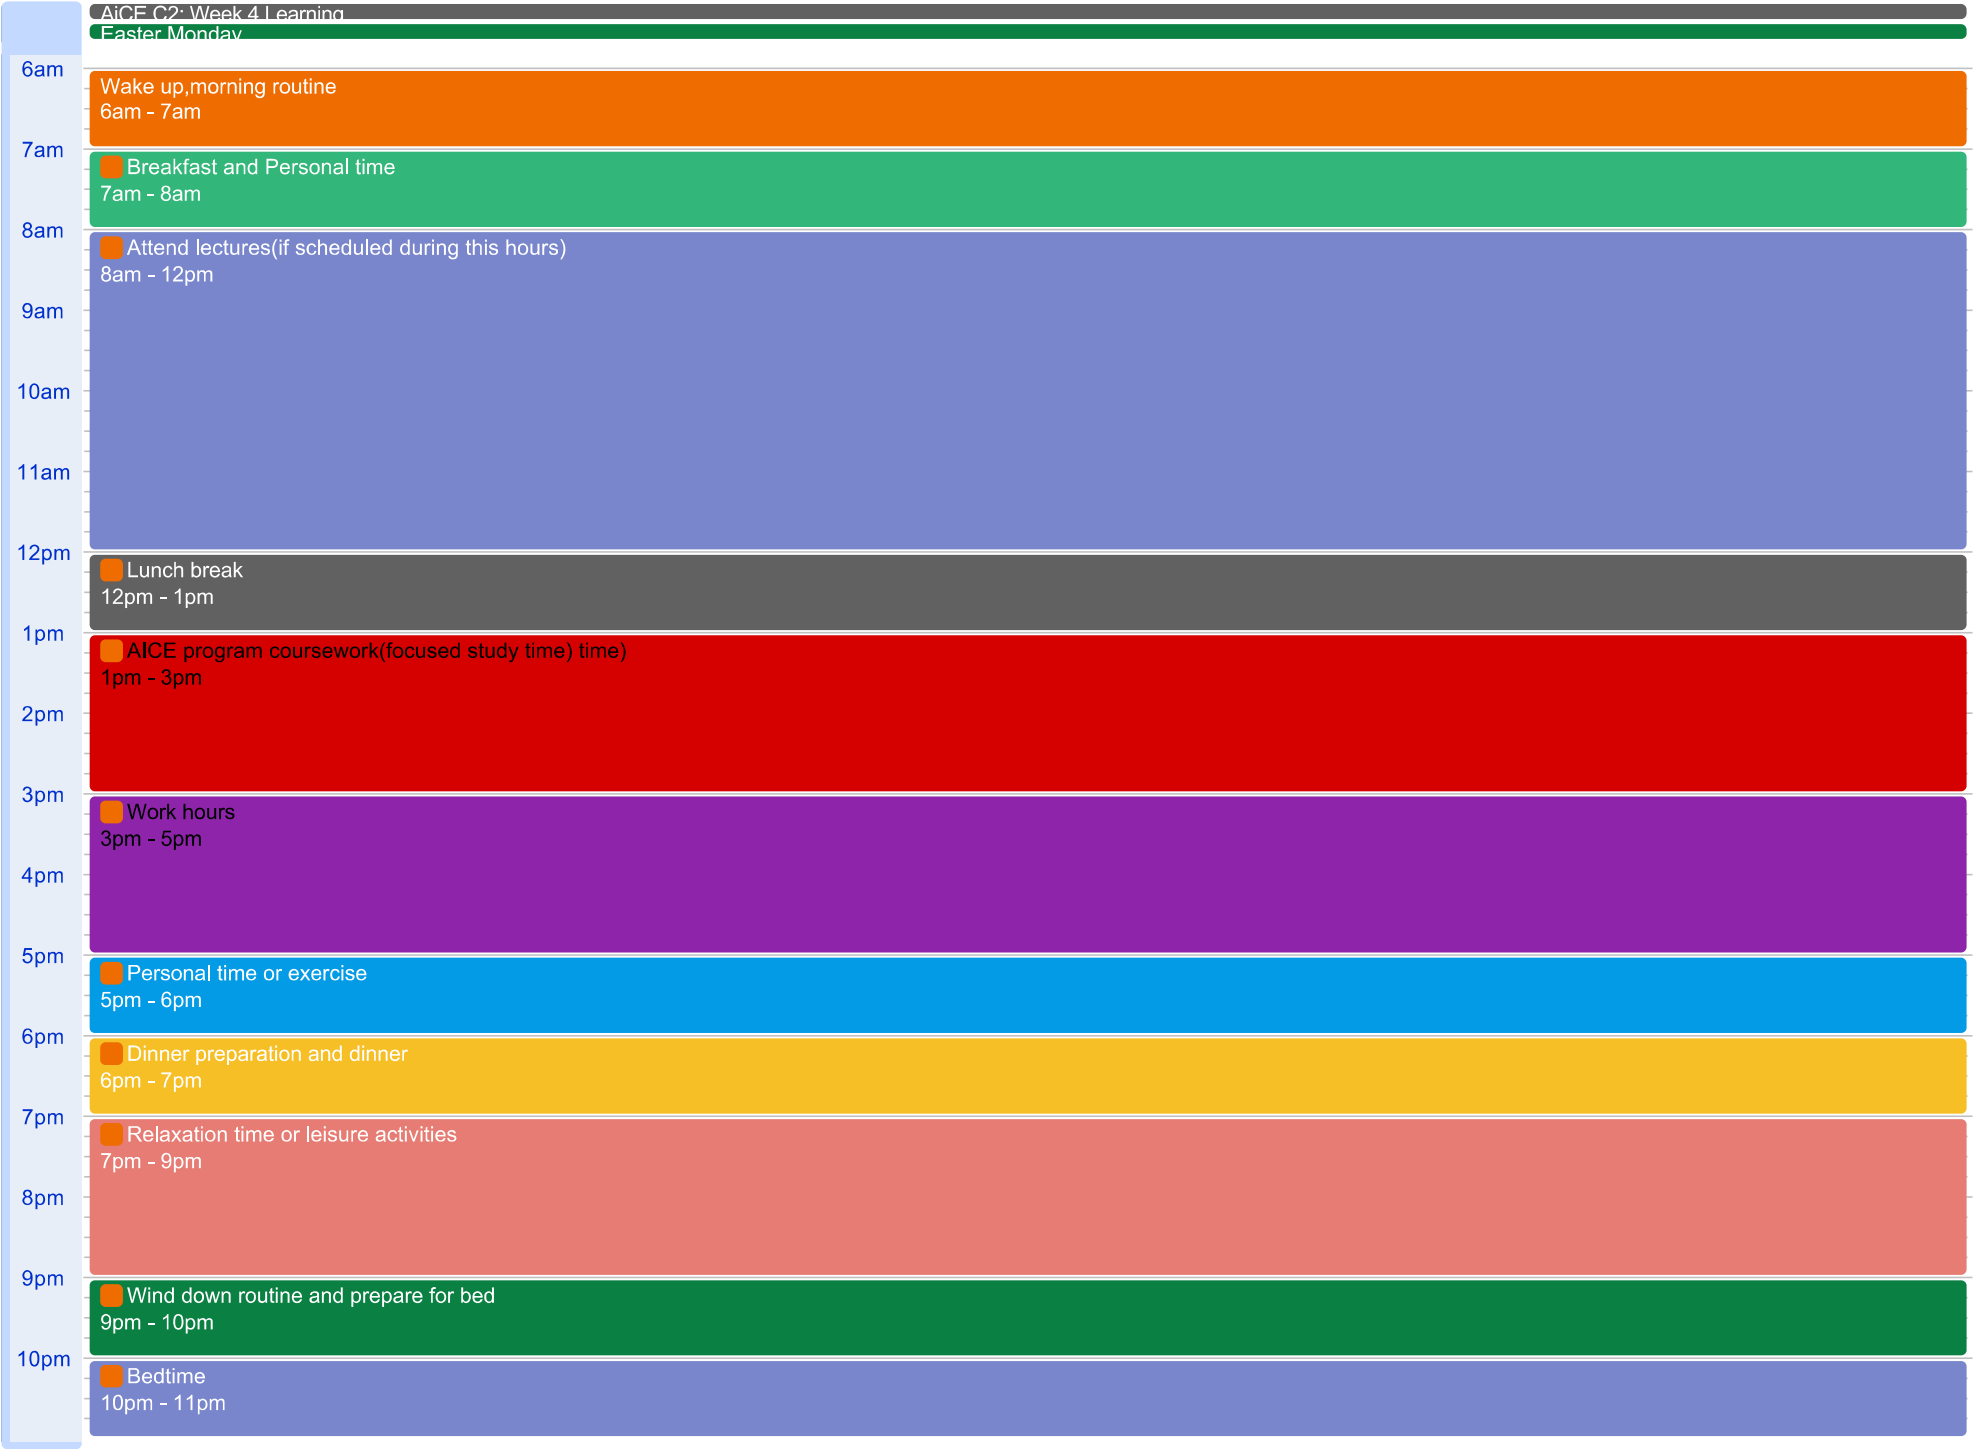 AiCE C2: Week 4 Learning
Easter Monday
6am
Wake up,morning routine
6am - 7am
7am
Breakfast and Personal time
7am - 8am
8am
Attend lectures(if scheduled during this hours)
8am - 12pm
9am
10am
11am
12pm
Lunch break
12pm - 1pm
1pm
AICE program coursework(focused study time) time)
1pm - 3pm
2pm
3pm
Work hours
3pm - 5pm
4pm
5pm
Personal time or exercise
5pm - 6pm
6pm
Dinner preparation and dinner
6pm - 7pm
7pm
Relaxation time or leisure activities
7pm - 9pm
8pm
9pm
Wind down routine and prepare for bed
9pm - 10pm
10pm
Bedtime
10pm - 11pm